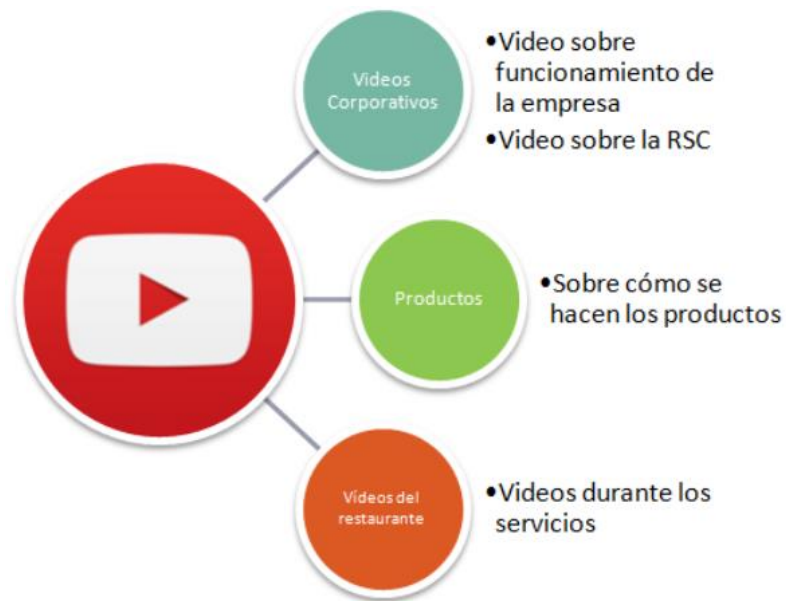 Videos
Corporativos
•Video sobre
funcionamiento de
la empresa
•Video sobre la RSC
Productos
•Sobre cómo se
hacen los productos
Vídeos del
restaurante
•Videos durante los
servicios